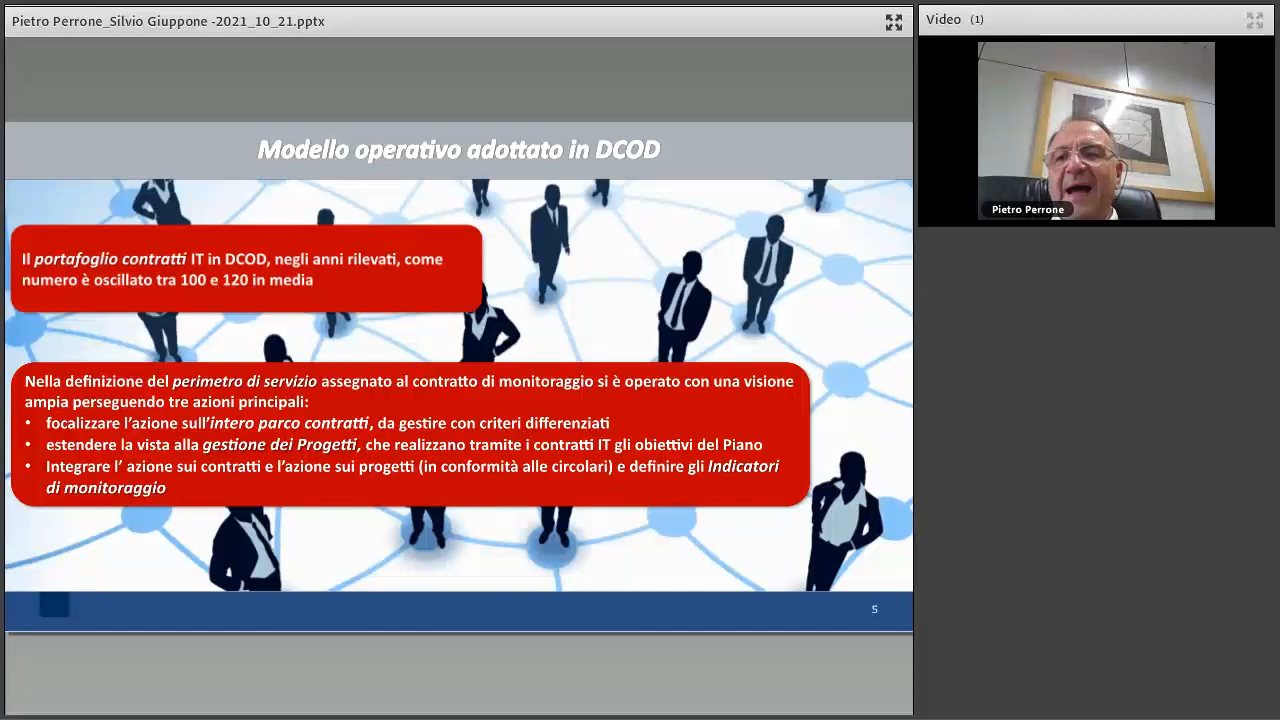 Pietro Perrone_Silvio Giuppone -2021_10_21.pptx
Video (1)
Pietro Perrone
Modello operativo adottato in DCOD
Il portafoglio contratti IT in DCOD, negli anni rilevati, come
numero è oscillato tra 100 e 120 in media
Nella definizione del perimetro di servizio assegnato al contratto di monitoraggio si è operato con una visione
ampia perseguendo tre azioni principali:
• focalizzare l'azione sull'intero parco contratti, da gestire con criteri differenziati
• estendere la vista alla gestione dei Progetti, che realizzano tramite i contratti IT gli obiettivi del Piano
• Integrare l' azione sui contratti e l'azione sui progetti (in conformità alle circolari) e definire gli Indicatori
di monitoraggio
5